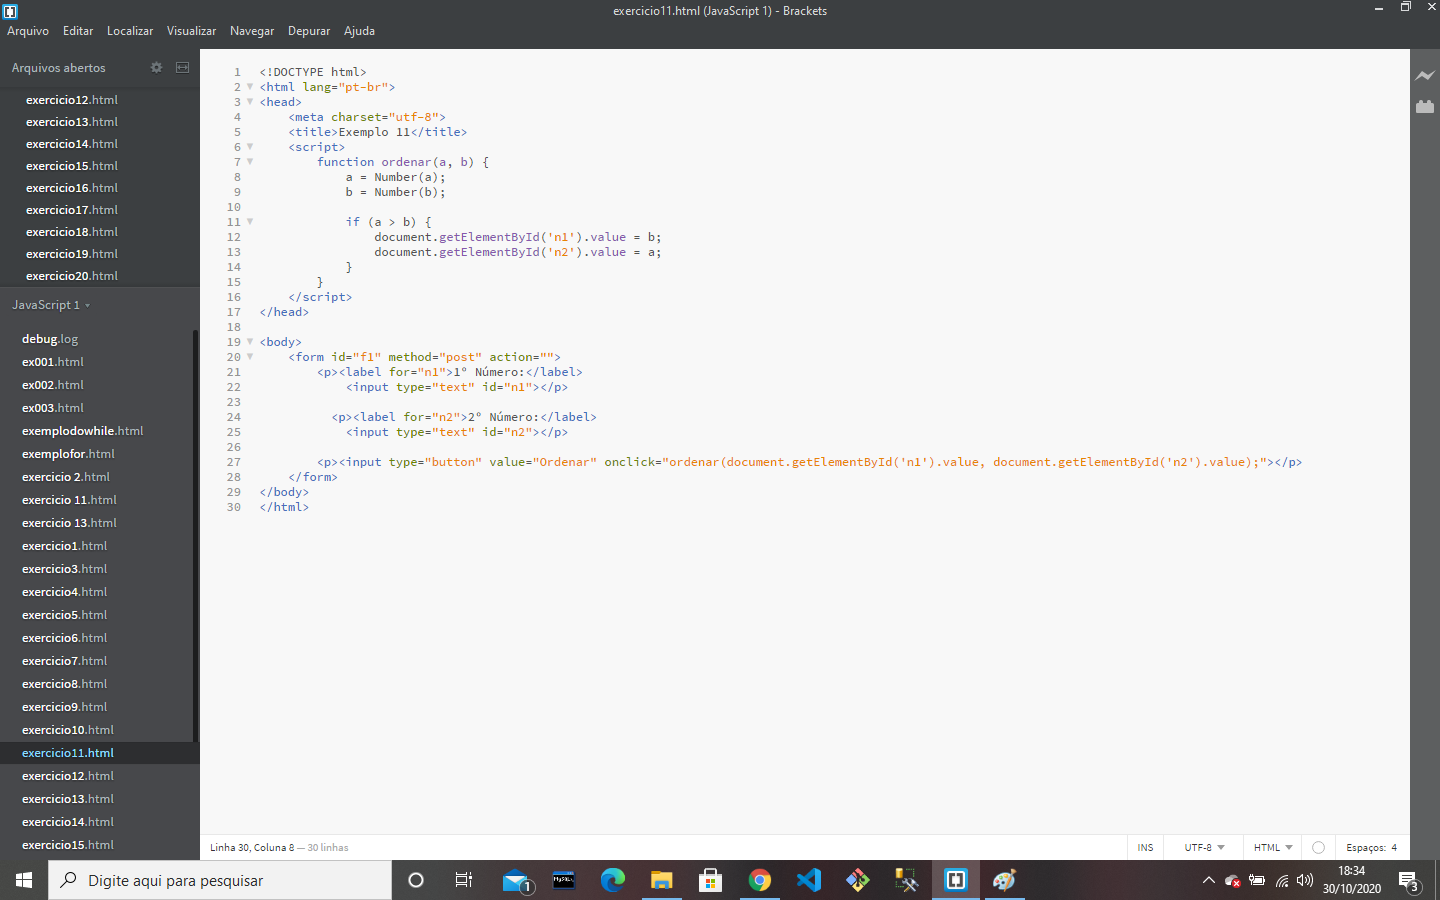 exercicio11.html (JavaScript 1) - Brackets
Arquivo Editar Localizar Visualizar Navegar Depurar Ajuda
Arquivos abertos
exercicio12.html
exercicio13.html
exercicio14.html
exercicio15.html
exercicio16.html
exercicio17.html
exercicio18.html
exercicio19.html
exercicio20.html
JavaScript 1
debug.log
ex001.html
ex002.html
ex003.html
exemplodowhile.html
exemplofor.html
exercicio 2.html
exercicio 11.html
exercicio 13.html
exercicio1.html
exercicio3.html
exercicio4.html
exercicio5.html
exercicio6.html
exercicio7.html
exercicio8.html
exercicio9.html
exercicio10.html
exercicio11.html
exercicio12.html
exercicio13.html
exercicio14.html
exercicio15.html
1 <!DOCTYPE html>
2 <html lang="pt-br">
3 <head>
4 <meta charset="utf-8">
5 <title>Exemplo 11</title>
6 <script>
7 function ordenar(a, b) {
8 a = Number(a);
9 b = Number(b);
10
11 if (a > b) {
12 document.getElementById('n1').value = b;
13 document.getElementById('n2').value = a;
14 }
15 }
16 </script>
17 </head>
18
19 <body>
20 <form id="f1" method="post" action="">
21 <p><label for="n1">1º Número:</label>
22 <input type="text" id="n1"></p>
23
24 <p><label for="n2">2º Número:</label>
25 <input type="text" id="n2"></p>
26
27 <p><input type="button" value="Ordenar" onclick="ordenar(document.getElementById('n1').value, document.getElementById('n2').value);"></p>
28 </form>
29 </body>
30 </html>
Linha 30, Coluna 8 — 30 linhas
INS UTF-8 HTML Espaços: 4
Digite aqui para pesquisar
1
MySQL
18:34
30/10/2020
3